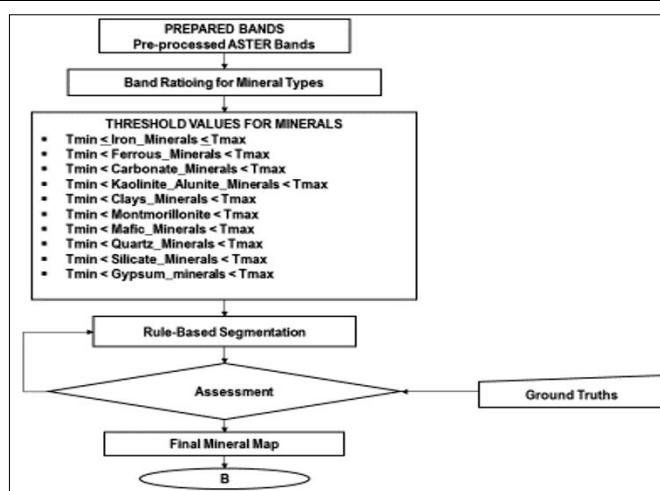 PREPARED BANDS
Pre-processed ASTER Bands
Band Ratioing for Mineral Types
THRESHOLD VALUES FOR MINERALS
▪ Tmin ≤ Iron_Minerals ≤ Tmax
▪ Tmin < Ferrous_Minerals < Tmax
▪ Tmin < Carbonate_Minerals < Tmax
▪ Tmin < Kaolinite_Alunite_Minerals < Tmax
▪ Tmin < Clays_Minerals < Tmax
▪ Tmin < Montmorillonite < Tmax
▪ Tmin < Mafic_Minerals < Tmax
▪ Tmin < Quartz_Minerals < Tmax
▪ Tmin < Silicate_Minerals < Tmax
▪ Tmin < Gypsum_minerals < Tmax
Rule-Based Segmentation
Assessment
Ground Truths
Final Mineral Map
B